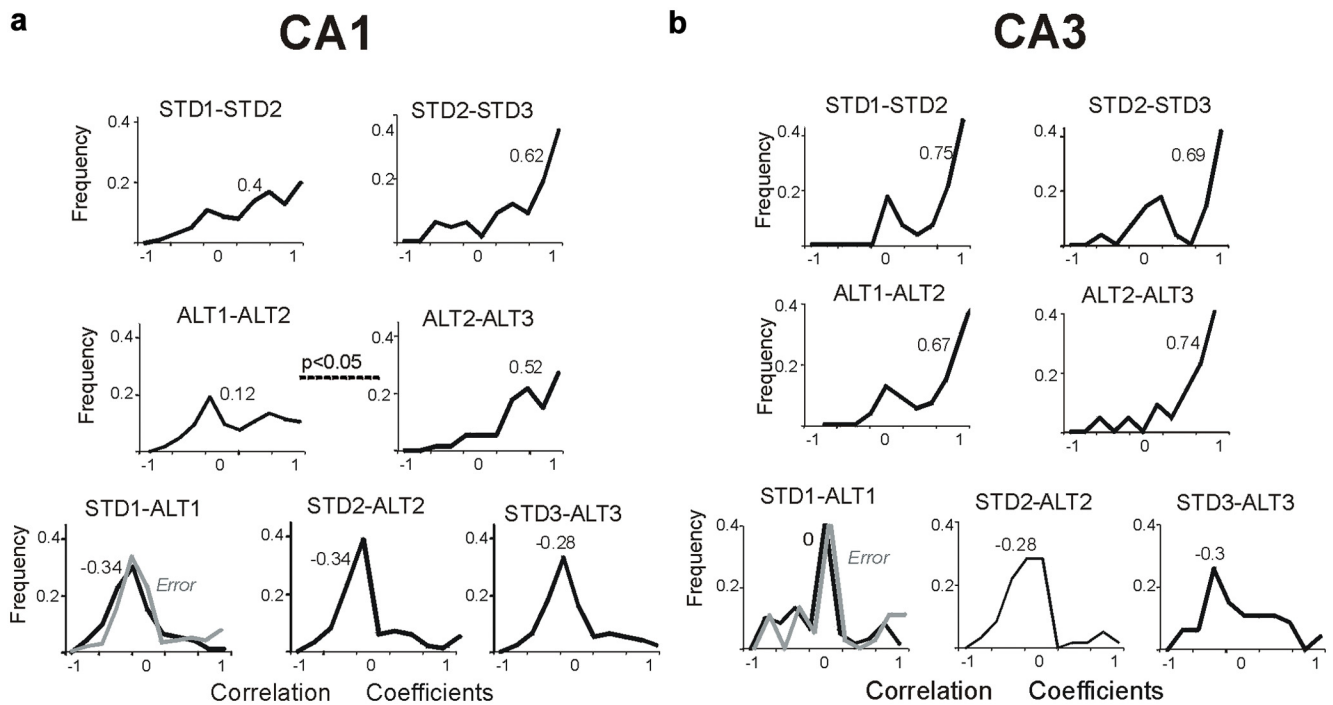 a
CA1
b
CA3
STD1-STD2
STD2-STD3
STD1-STD2
STD2-STD3
Frequency
0.4
0.2
0.4
-1
0
1
0.4
0.2
0.62
-1
0
1
Frequency
0.4
0.2
0.75
-1
0
1
0.4
0.2
0.69
-1
0
1
ALT1-ALT2
ALT2-ALT3
ALT1-ALT2
ALT2-ALT3
Frequency
0.4
0.2
0.12
-1
0
1
p<0.05
0.4
0.2
0.52
-1
0
1
Frequency
0.4
0.2
0.67
-1
0
1
0.4
0.2
0.74
-1
0
1
STD1-ALT1
STD2-ALT2
STD3-ALT3
STD1-ALT1
STD2-ALT2
STD3-ALT3
Frequency
0.4
0.2
-0.34
Error
-1
0
1
0.4
0.2
-0.34
-1
0
1
0.4
0.2
-0.28
-1
0
1
Frequency
0.4
0.2
0
Error
-1
0
1
0.4
0.2
-0.28
-1
0
1
0.4
0.2
-0.3
-1
0
1
Correlation Coefficients
Correlation Coefficients